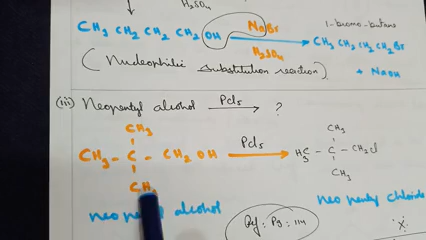 H₂SO₄
CH₃ CH₂ CH₂ CH₂ OH NaBr 1-bromo-butane
H₂SO₄ CH₃ CH₂ CH₂ CH₂ Br
(Nucleophilic substitution reaction) + NaOH
(iii) Neopentyl alcohol PCl₅ ?
CH₃
CH₃ - C - CH₂ OH PCl₅
CH₃
H₃C - C - CH₂Cl
CH₃
CH₃
neo pentyl alcohol
neo pentyl chloride
Ref: Pg: 114